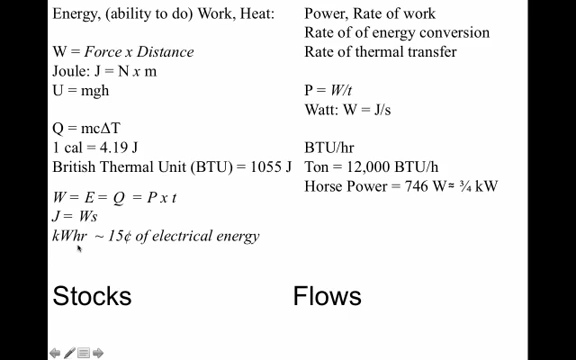 Energy, (ability to do) Work, Heat:
W = Force x Distance
Joule: J = N x m
U = mgh
Q = mcΔT
1 cal = 4.19 J
British Thermal Unit (BTU) = 1055 J
W = E = Q = P x t
J = Ws
kWhr ~ 15¢ of electrical energy
Stocks
Power, Rate of work
Rate of of energy conversion
Rate of thermal transfer
P = W/t
Watt: W = J/s
BTU/hr
Ton = 12,000 BTU/h
Horse Power = 746 W ≈ ¾ kW
Flows